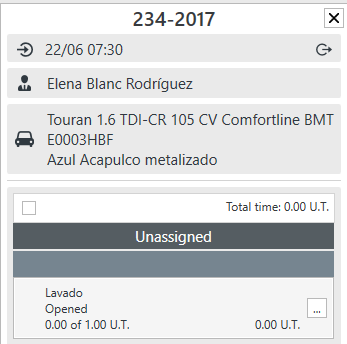 234-2017
22/06 07:30
Elena Blanc Rodríguez
Touran 1.6 TDI-CR 105 CV Comfortline BMT
E0003HBF
Azul Acapulco metalizado
Total time: 0.00 U.T.
Unassigned
Lavado
Opened
...
0.00 of 1.00 U.T. 0.00 U.T.